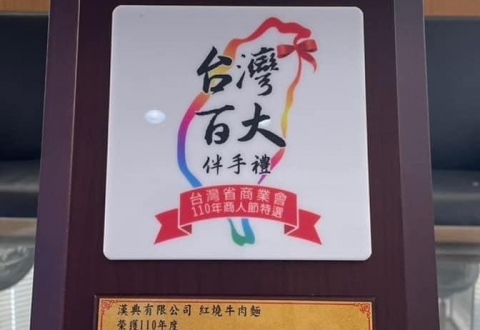 台灣
百大
伴手禮
台灣省商業會
110年商人節特選
漢典有限公司 紅燒牛肉麵
榮獲110年度